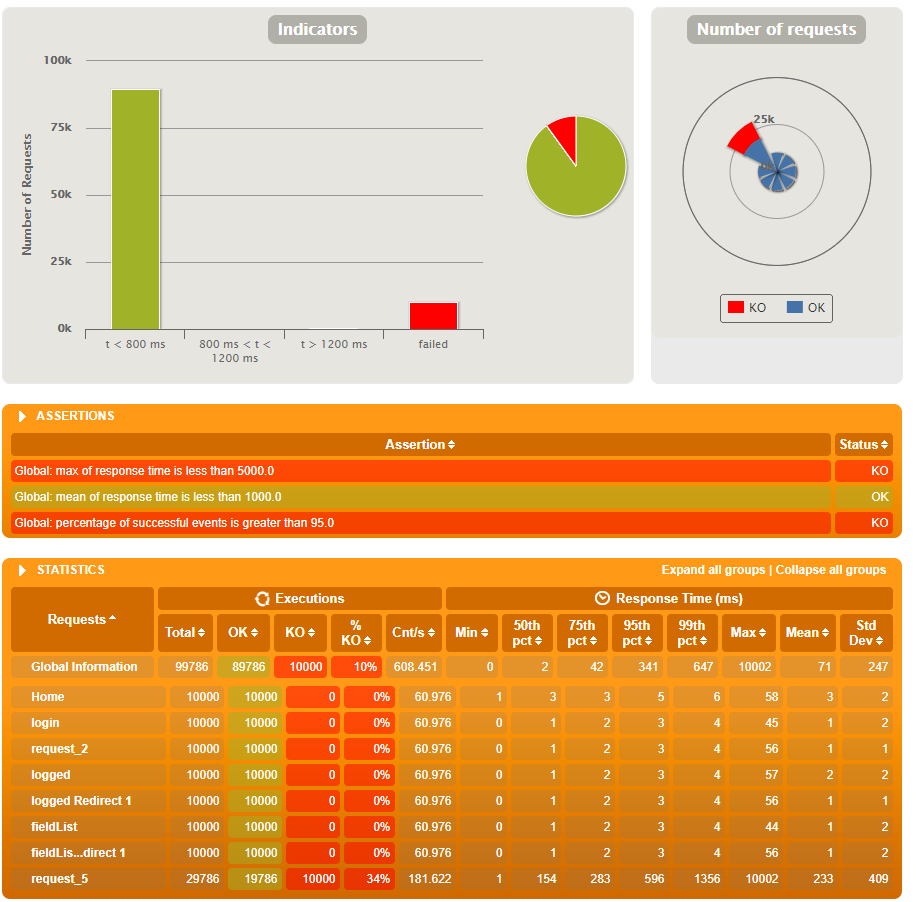 Indicators
Number of requests
100k
75k
50k
25k
0k
Number of Requests
t < 800 ms
800 ms < t <
1200 ms
t > 1200 ms
failed
25k
KO OK
ASSERTIONS
Assertion Status
Global: max of response time is less than 5000.0 KO
Global: mean of response time is less than 1000.0 OK
Global: percentage of successful events is greater than 95.0 KO
STATISTICS Expand all groups | Collapse all groups
Requests Executions Response Time (ms)
Total OK KO % KO Cnt/s Min 50th pct 75th pct 95th pct 99th pct Max Mean Std Dev
Global Information 99786 89786 10000 10% 608.451 0 2 42 341 647 10002 71 247
Home 10000 10000 0 0% 60.976 1 3 3 5 6 58 3 2
login 10000 10000 0 0% 60.976 0 1 2 3 4 45 1 2
request_2 10000 10000 0 0% 60.976 0 1 2 3 4 56 1 1
logged 10000 10000 0 0% 60.976 0 1 2 3 4 57 2 2
logged Redirect 1 10000 10000 0 0% 60.976 0 1 2 3 4 56 1 1
fieldList 10000 10000 0 0% 60.976 0 1 2 3 4 44 1 2
fieldLis...direct 1 10000 10000 0 0% 60.976 0 1 2 3 4 56 1 2
request_5 29786 19786 10000 34% 181.622 1 154 283 596 1356 10002 233 409